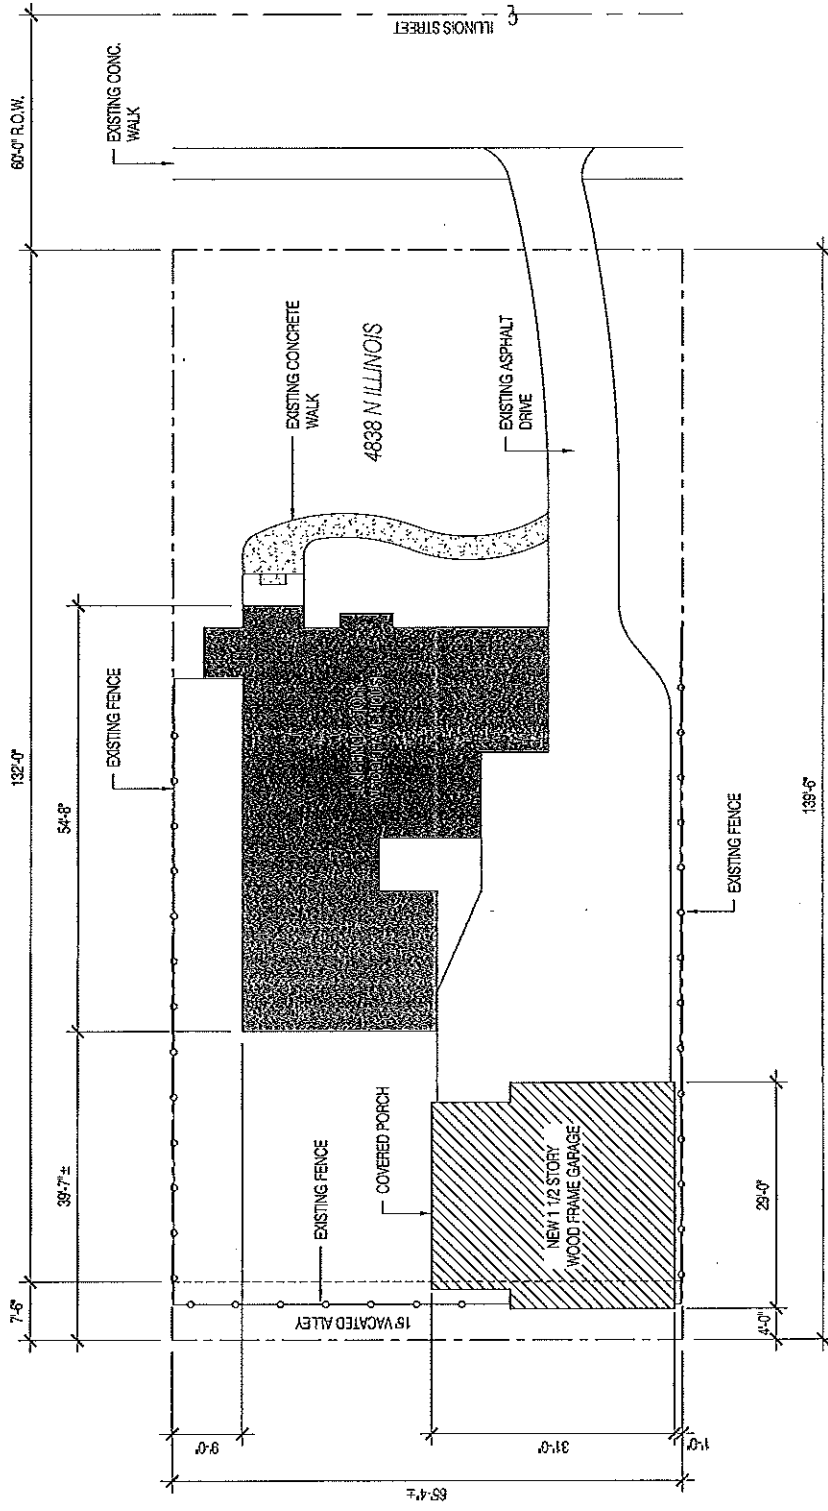 60'-0" R.O.W.
EXISTING CONC.
WALK
ILLINOIS STREET
132'-0"
139'-6"
EXISTING CONCRETE
WALK
4838 N ILLINOIS
EXISTING ASPHALT
DRIVE
EXISTING FENCE
54'-8"
EXISTING FENCE
39'-7" ±
EXISTING FENCE
COVERED PORCH
NEW 1 1/2 STORY
WOOD FRAME GARAGE
29'-0"
7'-6"
15' VACATED ALLEY
4'-0"
9'-0"
31'-0"
1'-0"
65'-4" ±